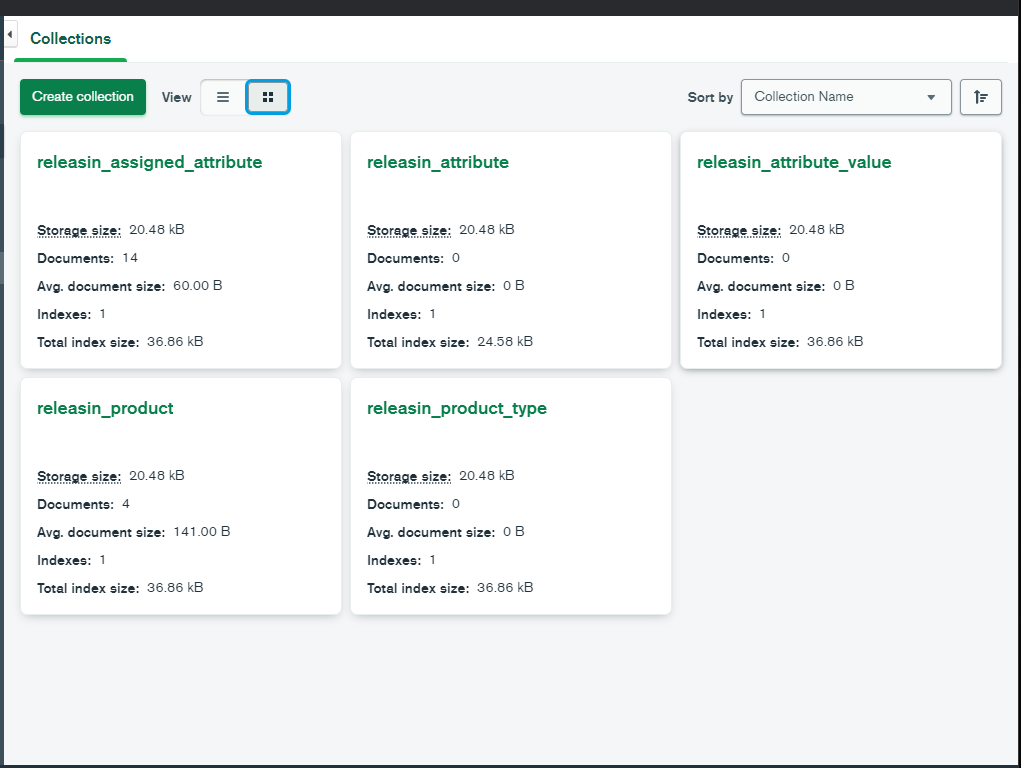 Collections
Create collection View Sort by Collection Name
releasin_assigned_attribute
Storage size: 20.48 kB
Documents: 14
Avg. document size: 60.00 B
Indexes: 1
Total index size: 36.86 kB
releasin_attribute
Storage size: 20.48 kB
Documents: 0
Avg. document size: 0 B
Indexes: 1
Total index size: 24.58 kB
releasin_attribute_value
Storage size: 20.48 kB
Documents: 0
Avg. document size: 0 B
Indexes: 1
Total index size: 36.86 kB
releasin_product
Storage size: 20.48 kB
Documents: 4
Avg. document size: 141.00 B
Indexes: 1
Total index size: 36.86 kB
releasin_product_type
Storage size: 20.48 kB
Documents: 0
Avg. document size: 0 B
Indexes: 1
Total index size: 36.86 kB